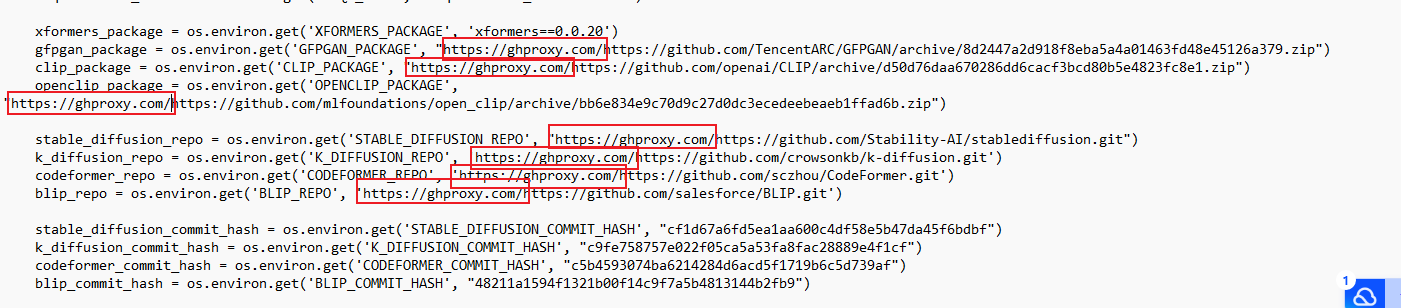 xformers_package = os.environ.get('XFORMERS_PACKAGE', 'xformers==0.0.20')
gfpgan_package = os.environ.get('GFPGAN_PACKAGE', "https://ghproxy.com/https://github.com/TencentARC/GFPGAN/archive/8d2447a2d918f8eba5a4a01463fd48e45126a379.zip")
clip_package = os.environ.get('CLIP_PACKAGE', "https://ghproxy.com/https://github.com/openai/CLIP/archive/d50d76daa670286dd6cacf3bcd80b5e4823fc8e1.zip")
openclip_package = os.environ.get('OPENCLIP_PACKAGE',
"https://ghproxy.com/https://github.com/mlfoundations/open_clip/archive/bb6e834e9c70d9c27d0dc3ecedeebeaeb1ffad6b.zip")
stable_diffusion_repo = os.environ.get('STABLE_DIFFUSION_REPO', "https://ghproxy.com/https://github.com/Stability-AI/stablediffusion.git")
k_diffusion_repo = os.environ.get('K_DIFFUSION_REPO', https://ghproxy.com/https://github.com/crowsonkb/k-diffusion.git')
codeformer_repo = os.environ.get('CODEFORMER_REPO', 'https://ghproxy.com/https://github.com/sczhou/CodeFormer.git')
blip_repo = os.environ.get('BLIP_REPO', 'https://ghproxy.com/https://github.com/salesforce/BLIP.git')
stable_diffusion_commit_hash = os.environ.get('STABLE_DIFFUSION_COMMIT_HASH', "cf1d67a6fd5ea1aa600c4df58e5b47da45f6bdbf")
k_diffusion_commit_hash = os.environ.get('K_DIFFUSION_COMMIT_HASH', "c9fe758757e022f05ca5a53fa8fac28889e4f1cf")
codeformer_commit_hash = os.environ.get('CODEFORMER_COMMIT_HASH', "c5b4593074ba6214284d6acd5f1719b6c5d739af")
blip_commit_hash = os.environ.get('BLIP_COMMIT_HASH', "48211a1594f1321b00f14c9f7a5b4813144b2fb9")
1